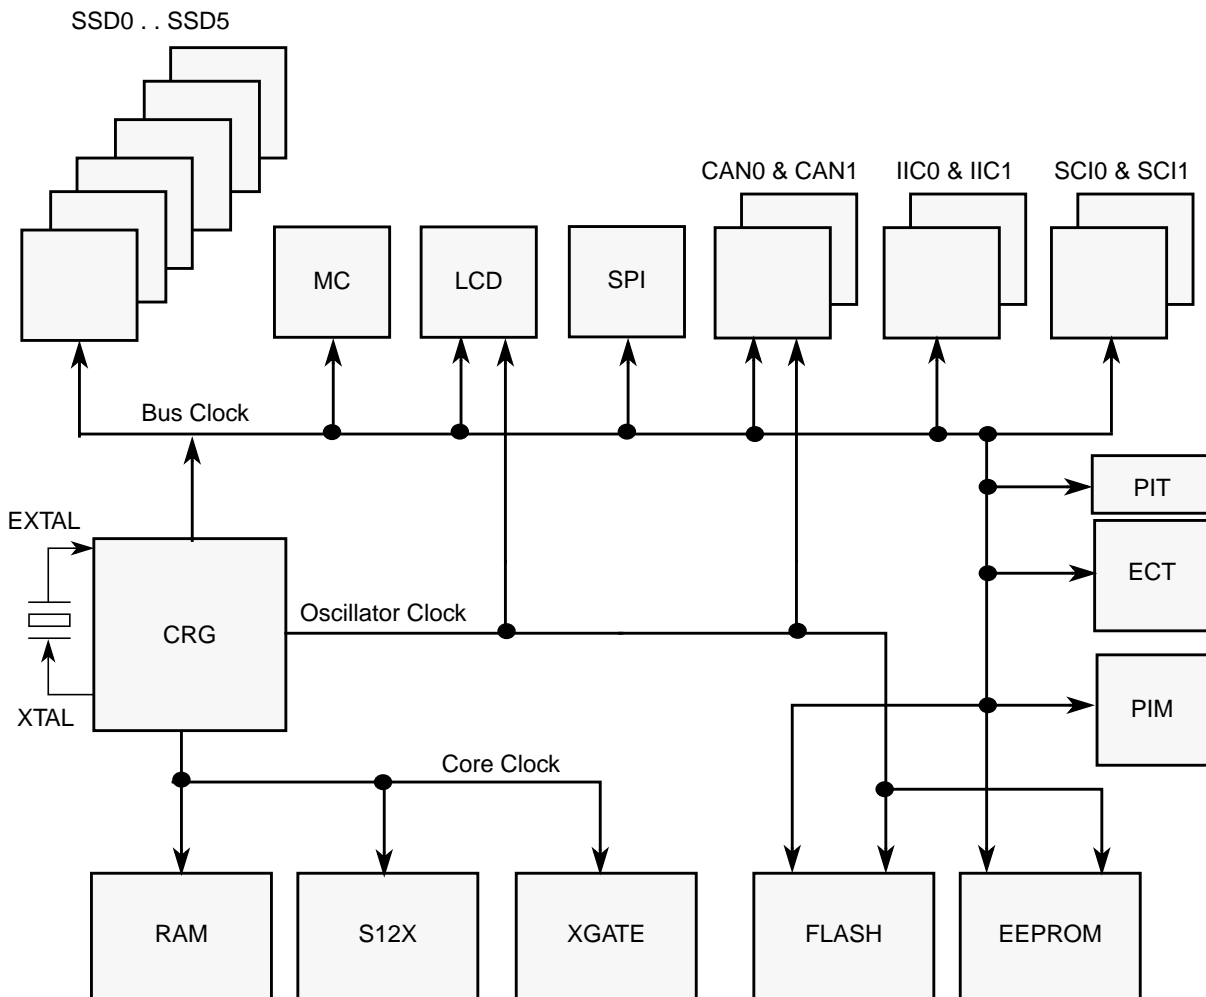 SSD0 . . SSD5
CAN0 & CAN1
IIC0 & IIC1
SCI0 & SCI1
MC
LCD
SPI
Bus Clock
PIT
EXTAL
ECT
Oscillator Clock
CRG
XTAL
PIM
Core Clock
RAM
S12X
XGATE
FLASH
EEPROM